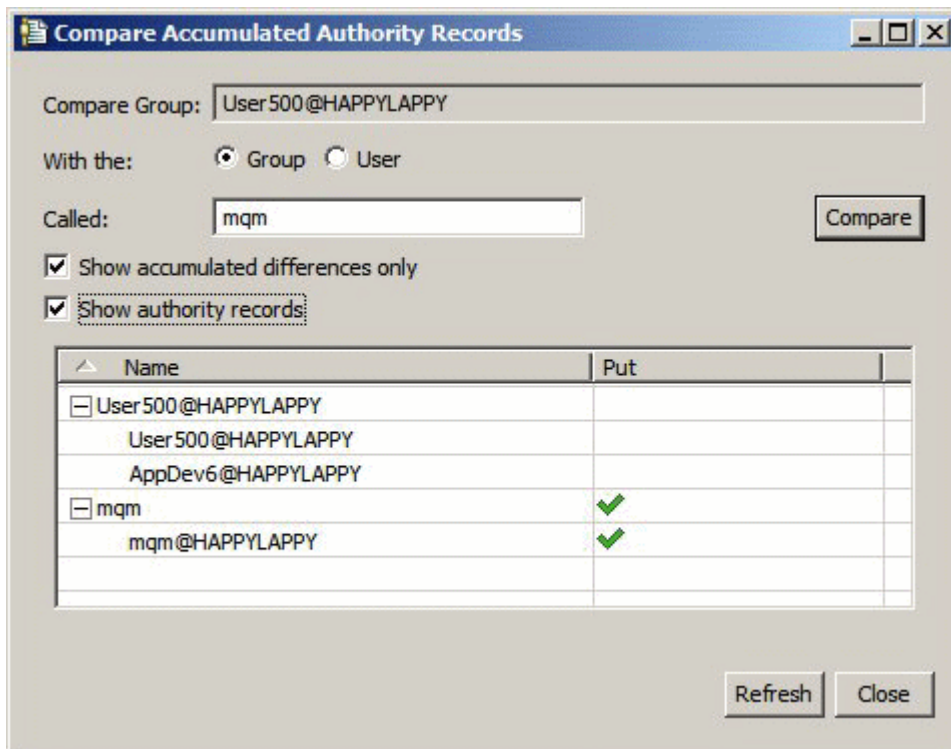 Compare Accumulated Authority Records
Compare Group: User500@HAPPYLAPPY
With the: Group User
Called: mqm Compare
Show accumulated differences only
Show authority records
Name Put
User500@HAPPYLAPPY
User500@HAPPYLAPPY
AppDev6@HAPPYLAPPY
mqm
mqm@HAPPYLAPPY
Refresh Close